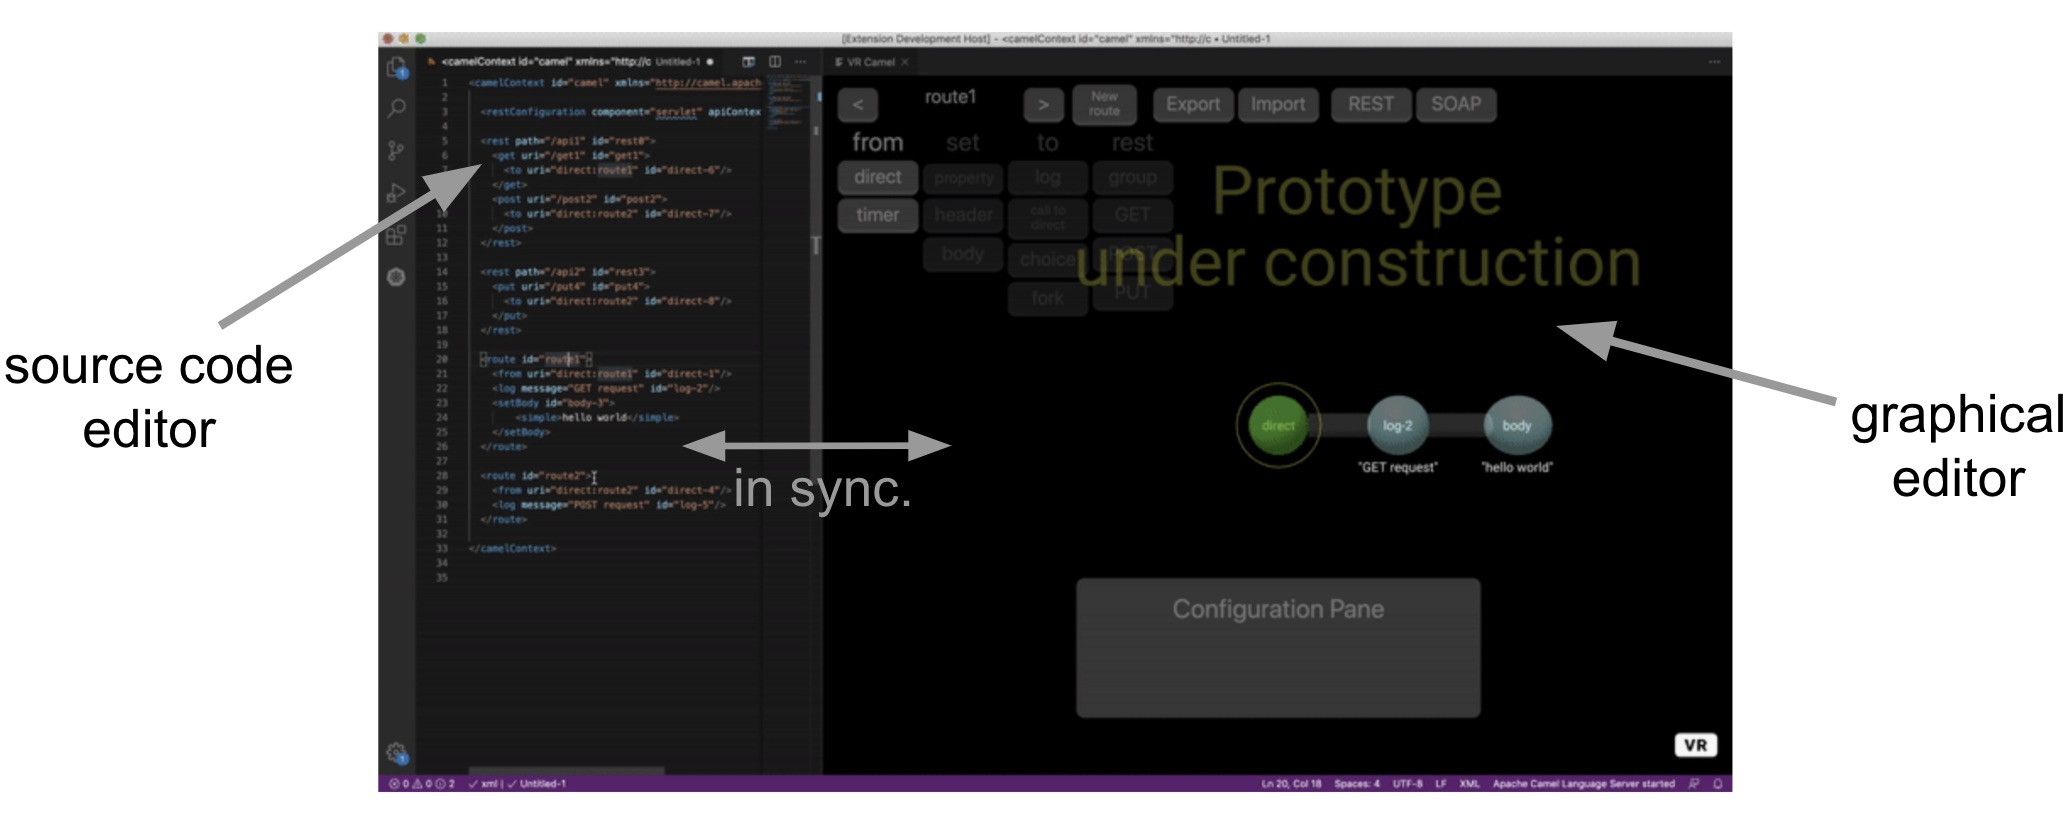 [Extension Development Host] - <camelContext id="camel" xmlns="http://c • Untitled-1
<camelContext id="camel" xmlns="http://c Untitled-1 ●
VR Camel ×
1 <camelContext id="camel" xmlns="http://camel.apach
2
3 <restConfiguration component="servlet" apiContex
4
5 <rest path="/api1" id="rest0">
6 <get uri="/get1" id="get1">
7 <to uri="direct:route1" id="direct-6"/>
</get>
<post uri="/post2" id="post2">
10 <to uri="direct:route2" id="direct-7"/>
11 </post>
12 </rest>
13
14 <rest path="/api2" id="rest3">
15 <put uri="/put4" id="put4">
16 <to uri="direct:route2" id="direct-8"/>
17 </put>
18 </rest>
19
20 <route id="route1">
21 <from uri="direct:route1" id="direct-1"/>
22 <log message="GET request" id="log-2"/>
23 <setBody id="body-3">
24 <simple>hello world</simple>
25 </setBody>
26 </route>
27
28 <route id="route2">
29 <from uri="direct:route2" id="direct-4"/>
30 <log message="POST request" id="log-5"/>
31 </route>
32
33 </camelContext>
34
35
< route1 > New route Export Import REST SOAP
from set to rest
direct property log group
timer header call to direct GET
body choice POST
fork PUT
Prototype
under construction
direct log-2 body
"GET request" "hello world"
Configuration Pane
VR
source code
editor
in sync.
graphical
editor
0 0 2 xml | Untitled-1
Ln 20, Col 18 Spaces: 4 UTF-8 LF XML Apache Camel Language Server started